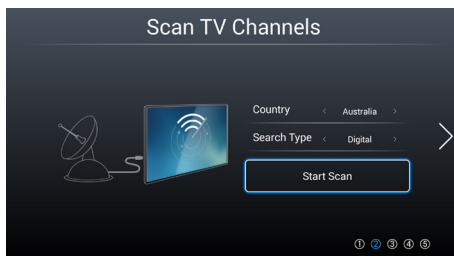 Scan TV Channels
Country < Australia >
Search Type < Digital >
Start Scan
① ② ③ ④ ⑤